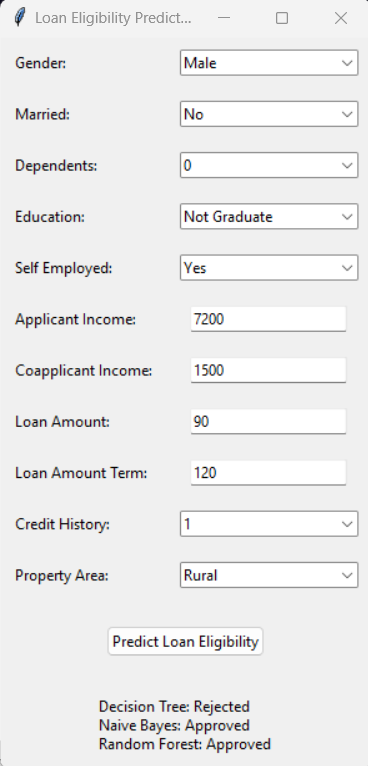 Loan Eligibility Predict...
Gender: Male
Married: No
Dependents: 0
Education: Not Graduate
Self Employed: Yes
Applicant Income: 7200
Coapplicant Income: 1500
Loan Amount: 90
Loan Amount Term: 120
Credit History: 1
Property Area: Rural
Predict Loan Eligibility
Decision Tree: Rejected
Naive Bayes: Approved
Random Forest: Approved